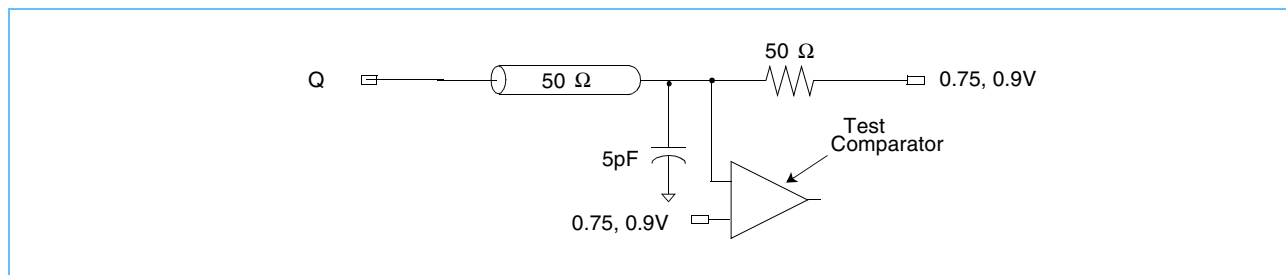 50 Ω
Q
50 Ω
0.75, 0.9V
Test
Comparator
5pF
0.75, 0.9V